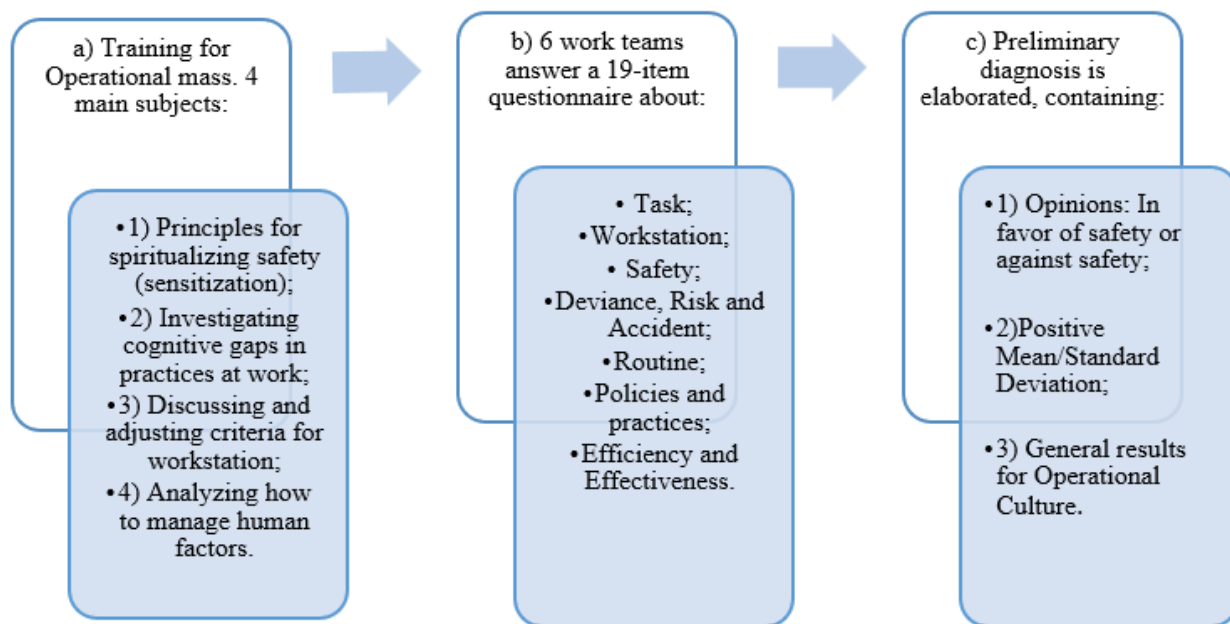 a) Training for
Operational mass. 4
main subjects:
•1) Principles for
spiritualizing safety
(sensitization);
•2) Investigating
cognitive gaps in
practices at work;
•3) Discussing and
adjusting criteria for
workstation;
•4) Analyzing how
to manage human
factors.
b) 6 work teams
answer a 19-item
questionnaire about:
• Task;
•Workstation;
• Safety;
•Deviance, Risk and
Accident;
•Routine;
•Policies and
practices;
•Efficiency and
Effectiveness.
c) Preliminary
diagnosis is
elaborated, containing:
•1) Opinions: In
favor of safety or
against safety;
•2)Positive
Mean/Standard
Deviation;
•3) General results
for Operational
Culture.